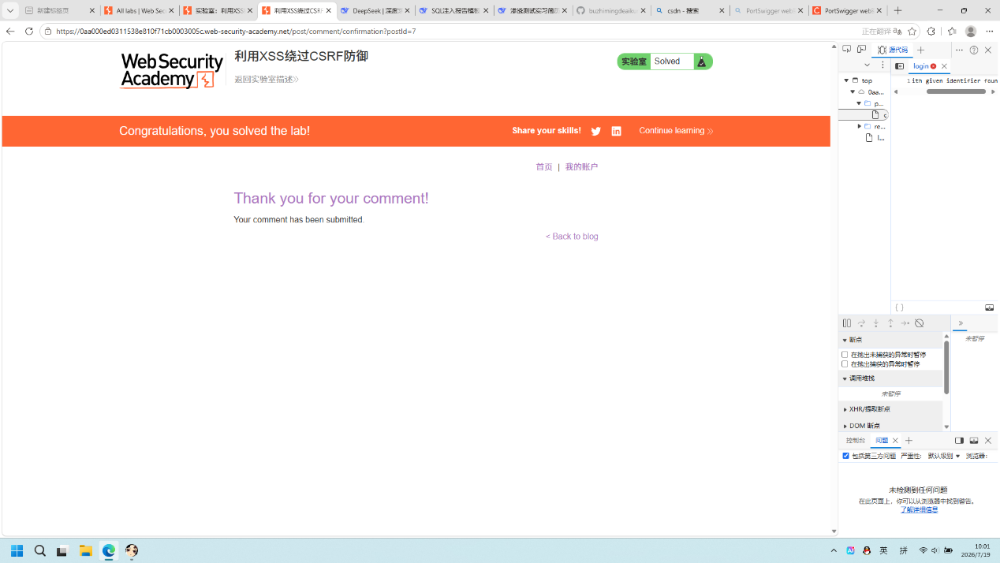 新建标签页
All labs | Web Sec
实验室：利用XSS
利用XSS绕过CSRF
DeepSeek | 深度求
SQL注入报告模板
渗透测试实习简历
buzhimingdeaiku
csdn - 搜索
PortSwigger web
PortSwigger web
https://0aa000ed0311538e810f71cb0003005c.web-security-academy.net/post/comment/confirmation?postId=7
正在翻译
源代码
WebSecurity
Academy
利用XSS绕过CSRF防御
返回实验室描述
实验室 Solved
login
top
0aa...
p...
c
re...
l...
1 ith given identifier foun
Congratulations, you solved the lab!
Share your skills!
Continue learning
首页 | 我的账户
Thank you for your comment!
Your comment has been submitted.
< Back to blog
{ }
断点
未暂停
在抛出未捕获的异常时暂停
在抛出捕获的异常时暂停
调用堆栈
未暂停
XHR/提取断点
DOM 断点
控制台
问题
包括第三方问题 严重性: 默认级别 浏览器:
未检测到任何问题
在此页面上，你可以从浏览器中找到警告。
了解详细信息
英
拼
10:01
2026/7/19